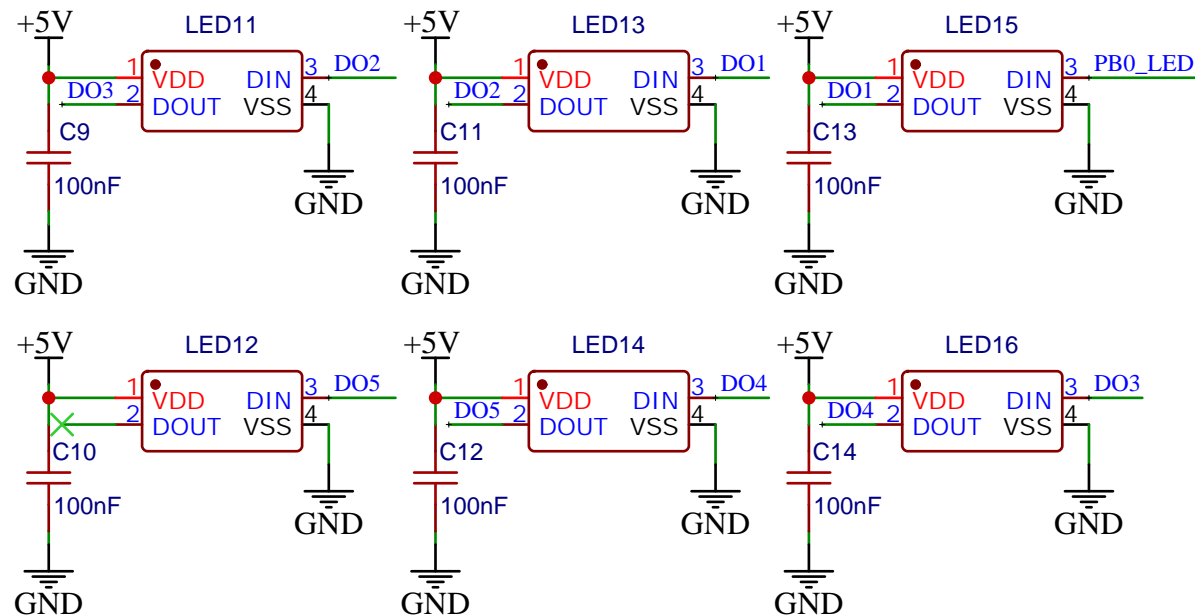 +5V LED11 +5V LED13 +5V LED15
1 VDD DIN 3 DO2 1 VDD DIN 3 DO1 1 VDD DIN 3 PB0_LED
DO3 2 DOUT VSS 4 DO2 2 DOUT VSS 4 DO1 2 DOUT VSS 4
C9 C11 C13
100nF GND 100nF GND 100nF GND
GND GND GND
+5V LED12 +5V LED14 +5V LED16
1 VDD DIN 3 DO5 1 VDD DIN 3 DO4 1 VDD DIN 3 DO3
2 DOUT VSS 4 DO5 2 DOUT VSS 4 DO4 2 DOUT VSS 4
C10 C12 C14
100nF GND 100nF GND 100nF GND
GND GND GND